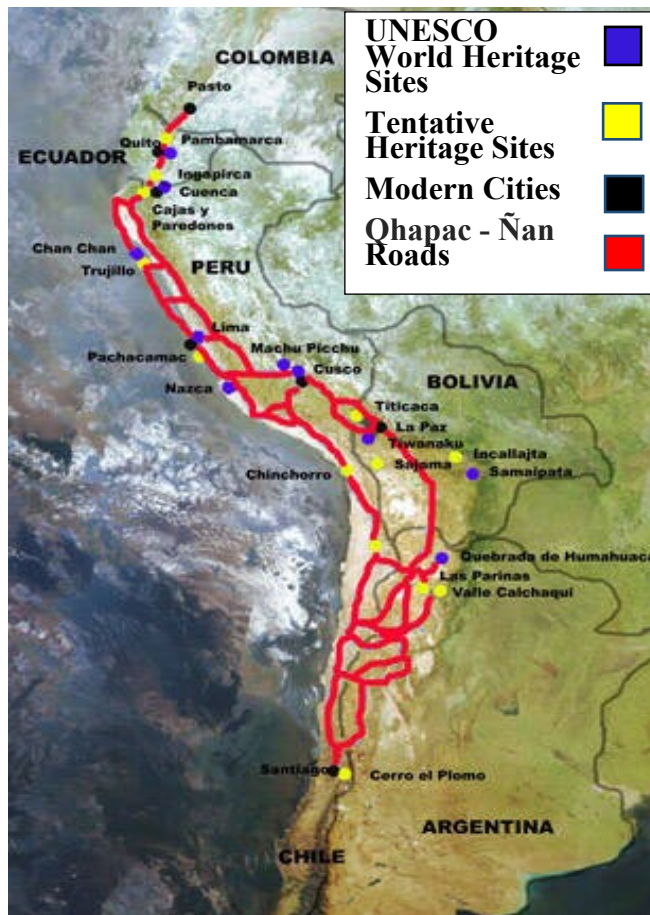 UNESCO
World Heritage
Sites
Tentative
Heritage Sites
Modern Cities
Qhapac - Ñan
Roads
COLOMBIA
Pasto
Quito
Pambamarca
ECUADOR
Ingapirca
Cuenca
Cajas y
Paredones
Chan Chan
Trujillo
PERU
Lima
Pachacamac
Machu Picchu
Cusco
Nazca
BOLIVIA
Titicaca
La Paz
Tiwanaku
Incallajta
Sajama
Samaipata
Chinchorro
Quebrada de Humahuaca
Las Parinas
Valle Calchaqui
Santiago
Cerro el Plomo
ARGENTINA
CHILE